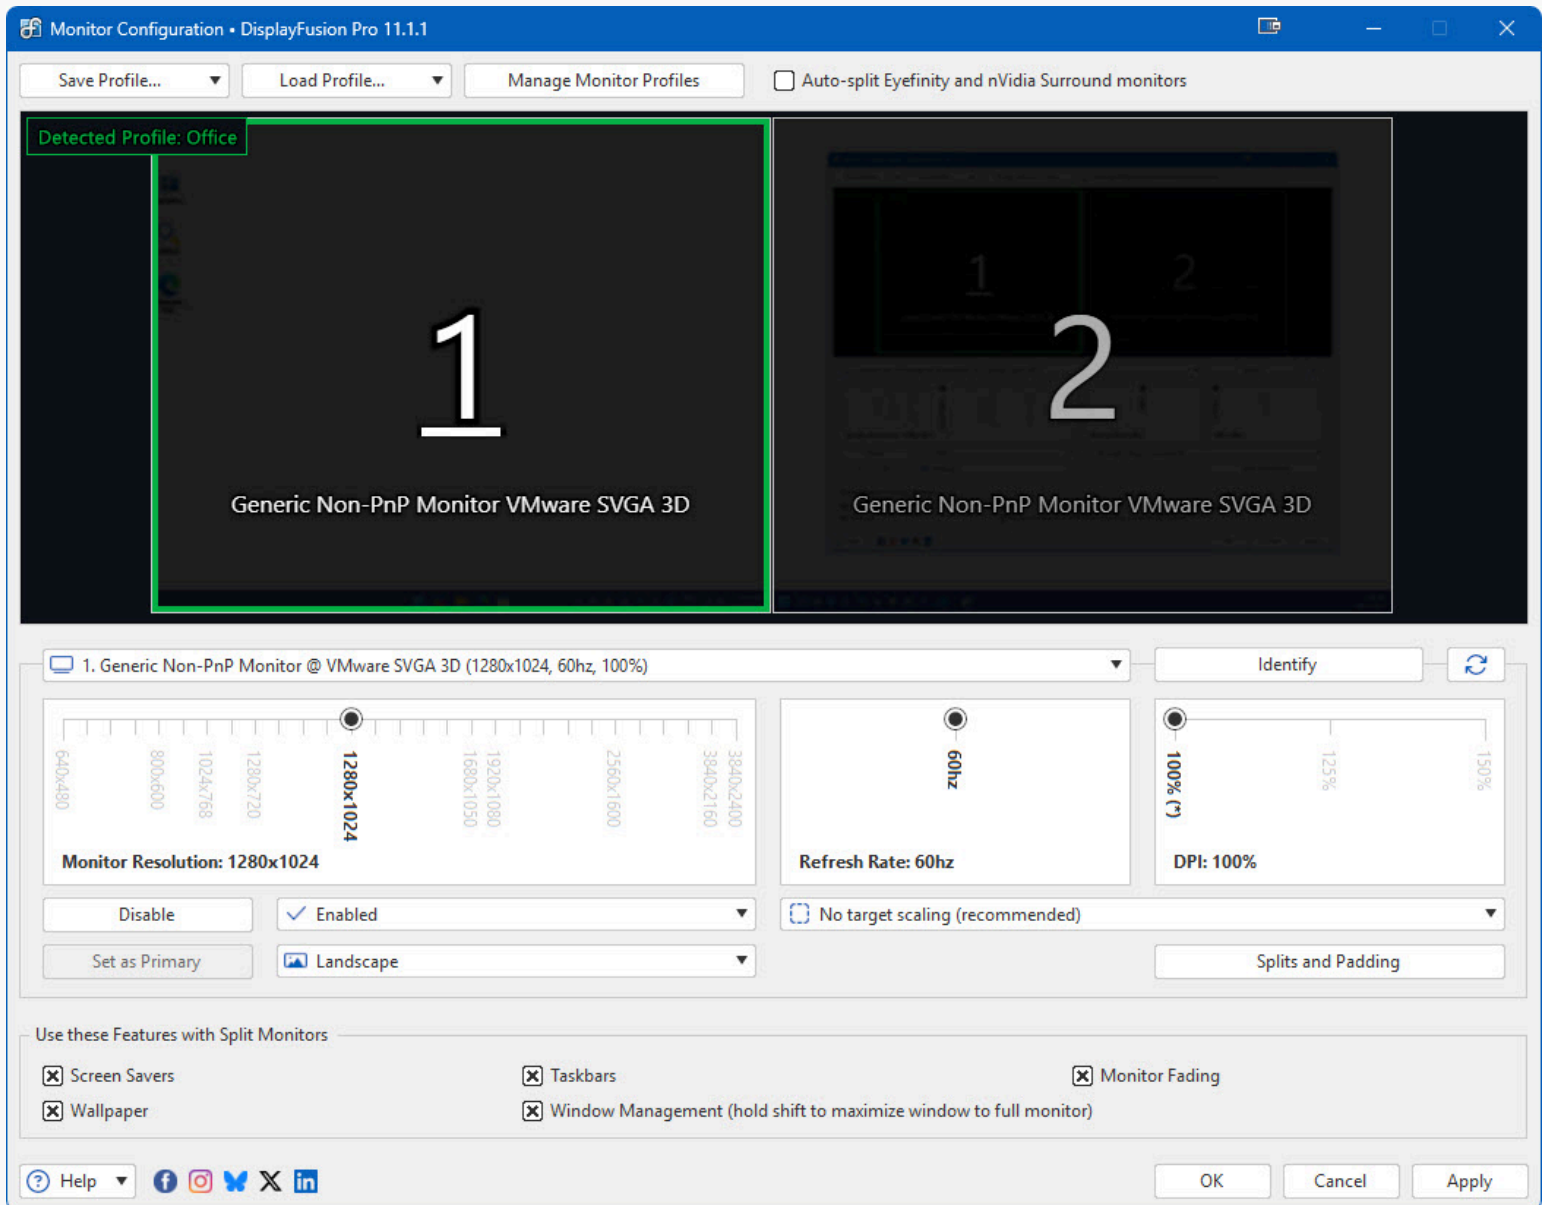 Monitor Configuration • DisplayFusion Pro 11.1.1
Save Profile...
Load Profile...
Manage Monitor Profiles
Auto-split Eyefinity and nVidia Surround monitors
Detected Profile: Office
1
Generic Non-PnP Monitor VMware SVGA 3D
1
2
2
Generic Non-PnP Monitor VMware SVGA 3D
1. Generic Non-PnP Monitor @ VMware SVGA 3D (1280x1024, 60hz, 100%)
Identify
640x480
800x600
1024x768
1280x720
1280x1024
1680x1050
1920x1080
2560x1600
3840x2160
3840x2400
Monitor Resolution: 1280x1024
60hz
Refresh Rate: 60hz
100% (*)
125%
150%
DPI: 100%
Disable
Enabled
No target scaling (recommended)
Set as Primary
Landscape
Splits and Padding
Use these Features with Split Monitors
Screen Savers
Taskbars
Monitor Fading
Wallpaper
Window Management (hold shift to maximize window to full monitor)
Help
OK
Cancel
Apply